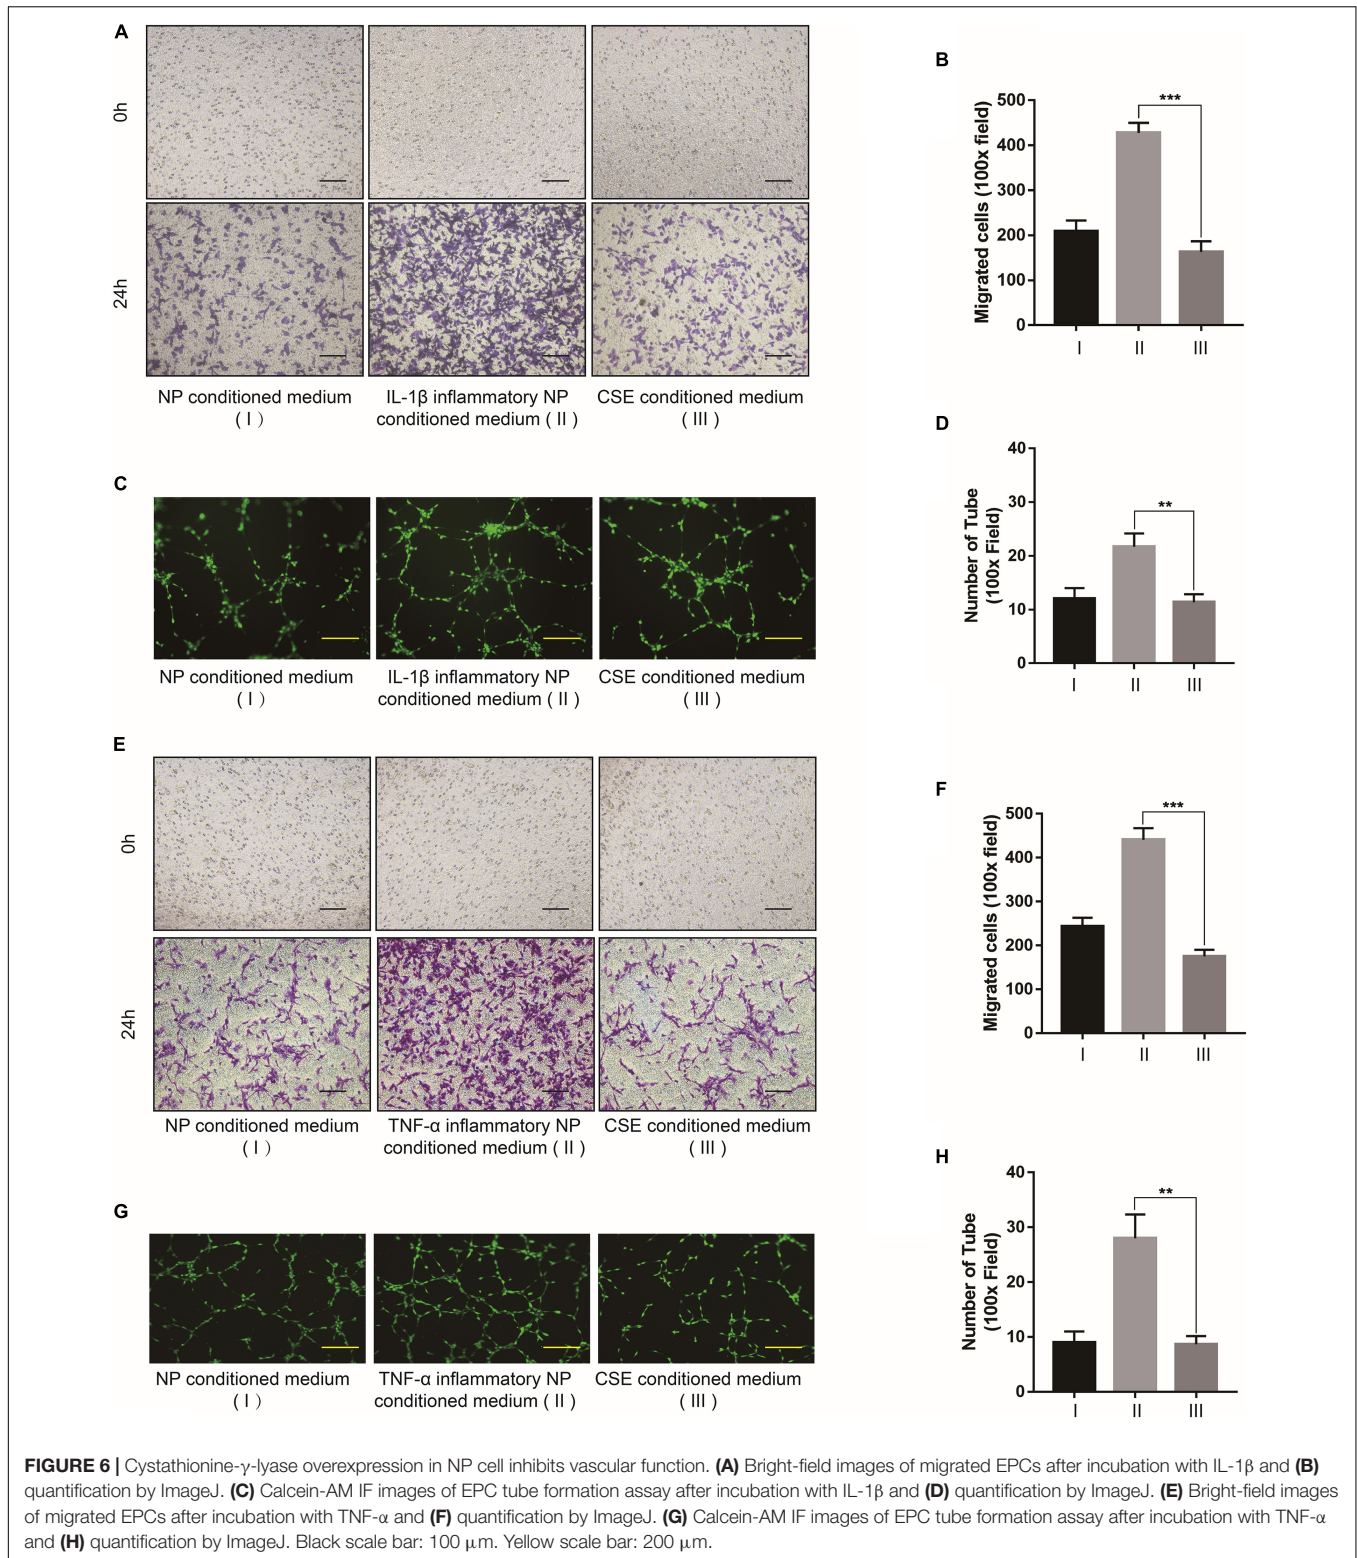 A
0h
24h
NP conditioned medium
( I )
IL-1β inflammatory NP
conditioned medium ( II )
CSE conditioned medium
( III )
B
Migrated cells (100x field)
500
400
300
200
100
0
***
I
II
III
C
NP conditioned medium
( I )
IL-1β inflammatory NP
conditioned medium ( II )
CSE conditioned medium
( III )
D
Number of Tube
(100x Field)
40
30
20
10
0
**
I
II
III
E
0h
24h
NP conditioned medium
( I )
TNF-α inflammatory NP
conditioned medium ( II )
CSE conditioned medium
( III )
F
Migrated cells (100x field)
500
400
300
200
100
0
***
I
II
III
G
NP conditioned medium
( I )
TNF-α inflammatory NP
conditioned medium ( II )
CSE conditioned medium
( III )
H
Number of Tube
(100x Field)
40
30
20
10
0
**
I
II
III
FIGURE 6 | Cystathionine-γ-lyase overexpression in NP cell inhibits vascular function. (A) Bright-field images of migrated EPCs after incubation with IL-1β and (B)
quantification by ImageJ. (C) Calcein-AM IF images of EPC tube formation assay after incubation with IL-1β and (D) quantification by ImageJ. (E) Bright-field images
of migrated EPCs after incubation with TNF-α and (F) quantification by ImageJ. (G) Calcein-AM IF images of EPC tube formation assay after incubation with TNF-α
and (H) quantification by ImageJ. Black scale bar: 100 μm. Yellow scale bar: 200 μm.